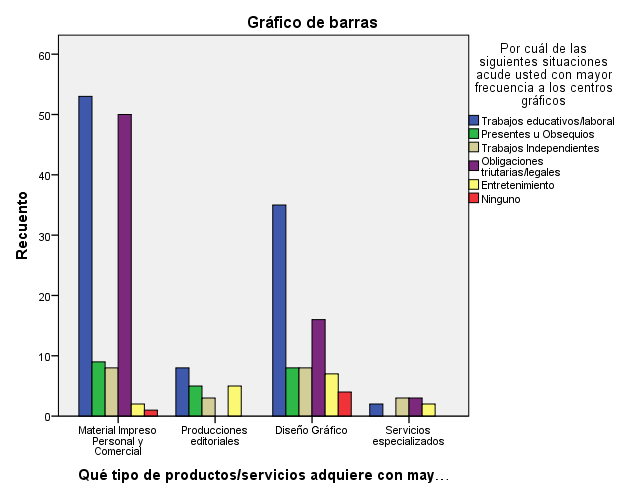 Gráfico de barras
Por cuál de las
siguientes situaciones
acude usted con mayor
frecuencia a los centros
gráficos
Trabajos educativos/laboral
Presentes u Obsequios
Trabajos Independientes
Obligaciones
triutarias/legales
Entretenimiento
Ninguno
Recuento
60
50
40
30
20
10
0
Material Impreso
Personal y
Comercial
Producciones
editoriales
Diseño Gráfico
Servicios
especializados
Qué tipo de productos/servicios adquiere con may…